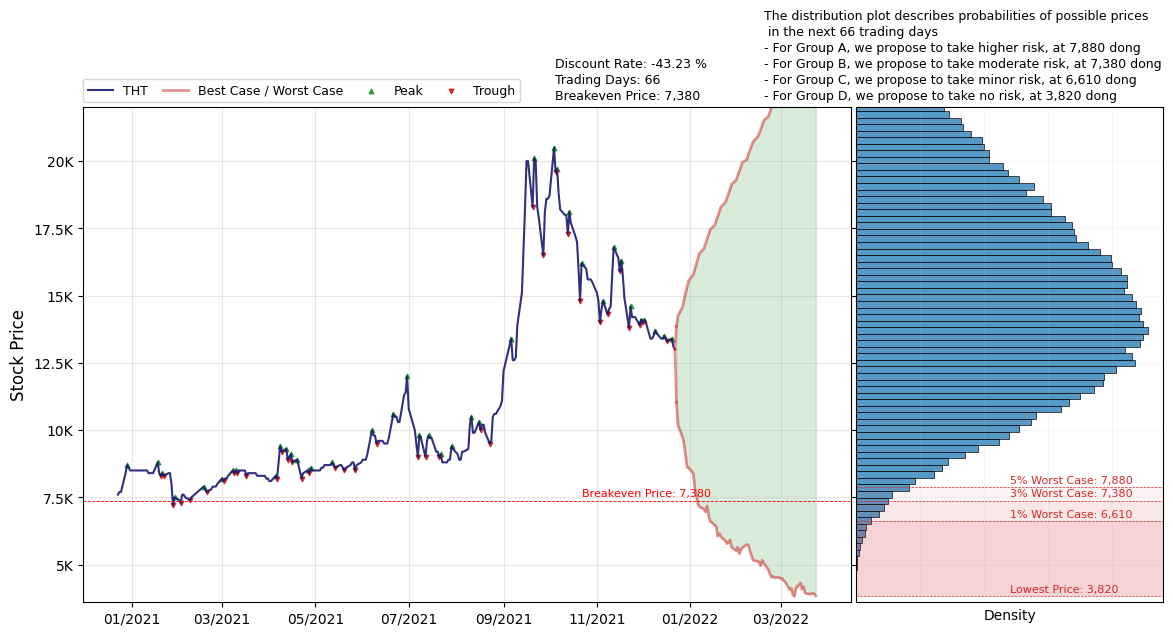 The distribution plot describes probabilities of possible prices
in the next 66 trading days
- For Group A, we propose to take higher risk, at 7,880 dong
- For Group B, we propose to take moderate risk, at 7,380 dong
- For Group C, we propose to take minor risk, at 6,610 dong
- For Group D, we propose to take no risk, at 3,820 dong
Discount Rate: -43.23 %
Trading Days: 66
Breakeven Price: 7,380
THT Best Case / Worst Case Peak Trough
Stock Price
20K
17.5K
15K
12.5K
10K
7.5K
5K
Breakeven Price: 7,380
5% Worst Case: 7,880
3% Worst Case: 7,380
1% Worst Case: 6,610
Lowest Price: 3,820
01/2021 03/2021 05/2021 07/2021 09/2021 11/2021 01/2022 03/2022
Density